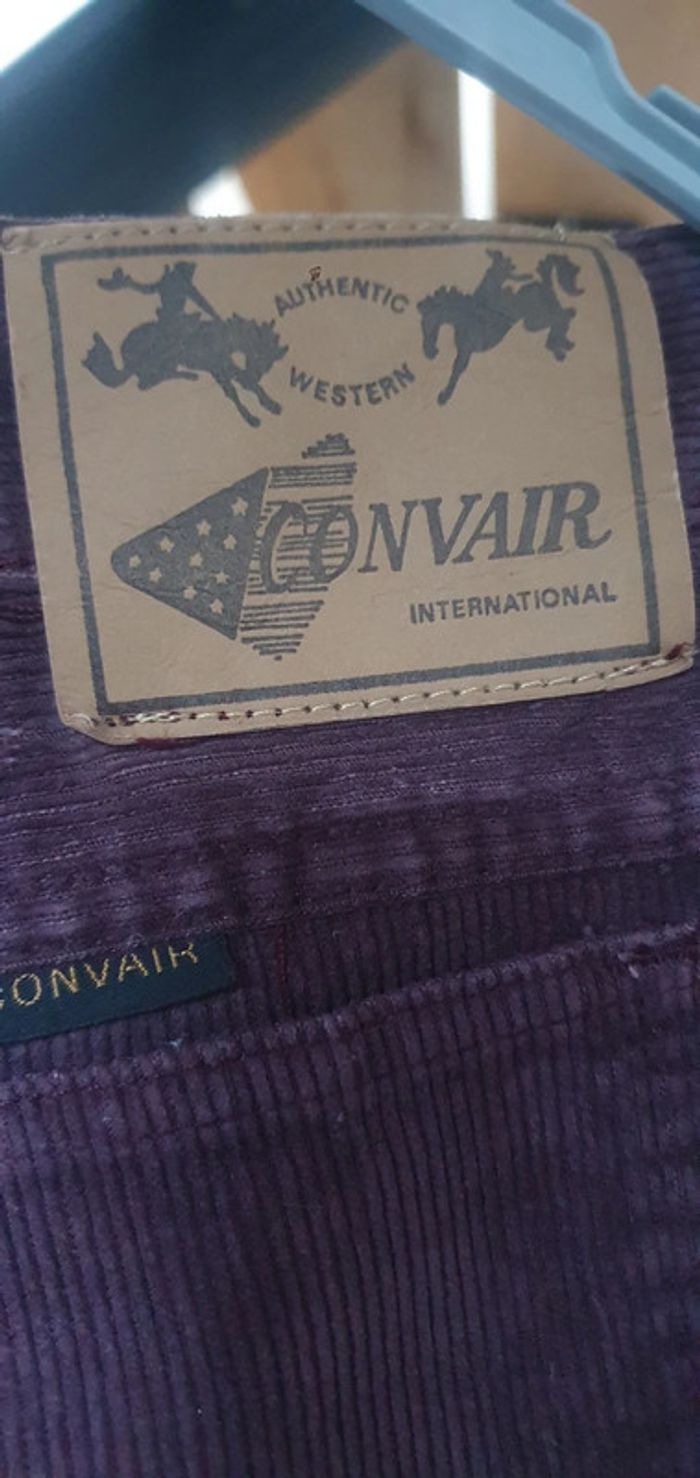 AUTHENTIC
WESTERN
CONVAIR
INTERNATIONAL
CONVAIR